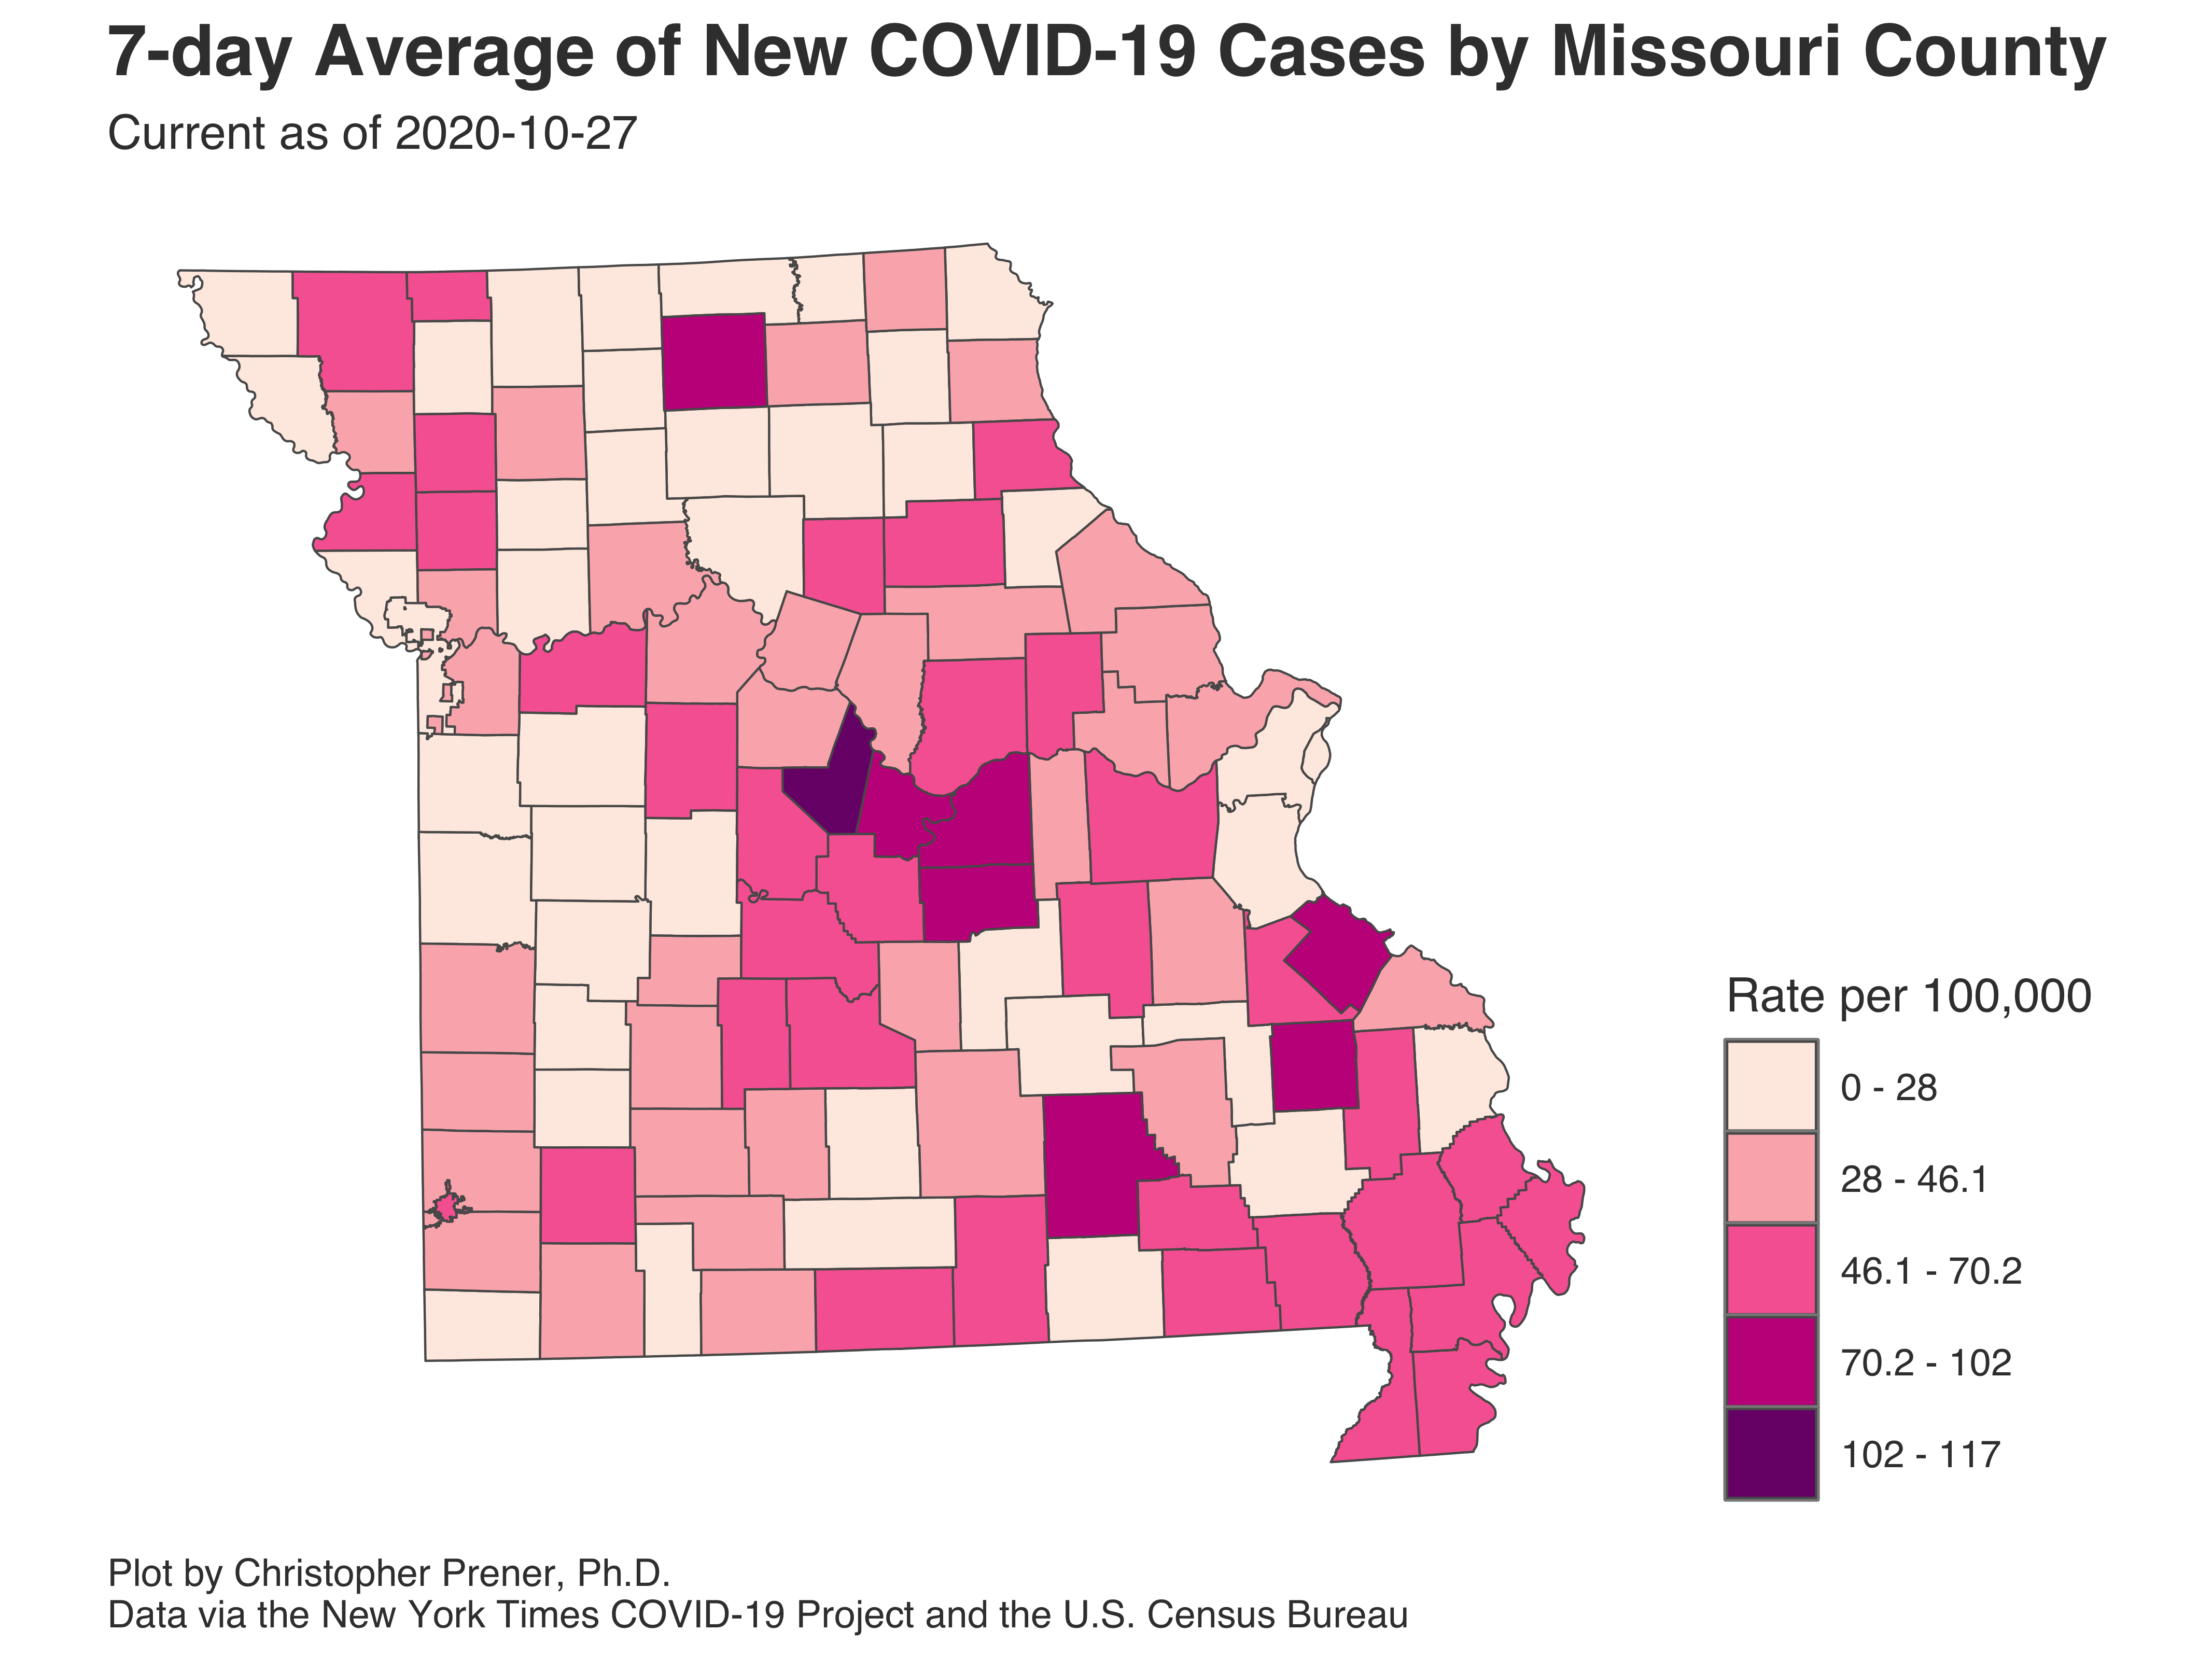 7-day Average of New COVID-19 Cases by Missouri County
Current as of 2020-10-27
Rate per 100,000
0 - 28
28 - 46.1
46.1 - 70.2
70.2 - 102
102 - 117
Plot by Christopher Prener, Ph.D.
Data via the New York Times COVID-19 Project and the U.S. Census Bureau